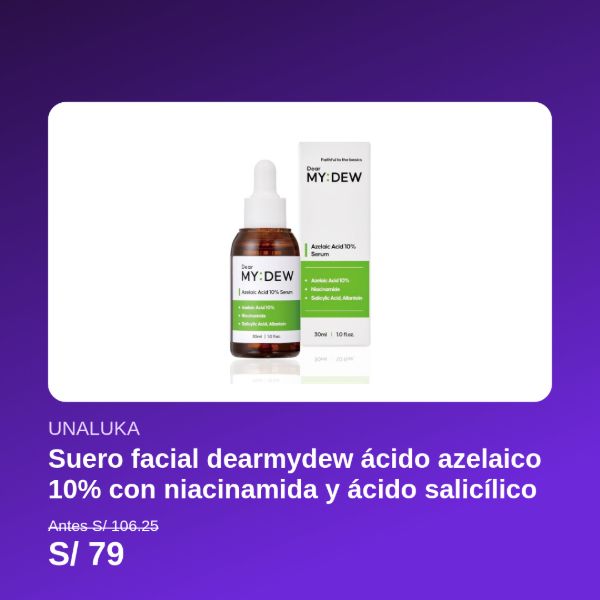 Faithful to the basics
Dear
MY:DEW
Azelaic Acid 10%
Serum
Azelaic Acid 10%
Niacinamide
Salicylic Acid, Allantoin
30ml | 1.0 fl.oz.
Dear
MY:DEW
Azelaic Acid 10% Serum
Azelaic Acid 10%
Niacinamide
Salicylic Acid, Allantoin
30ml | 1.0 fl.oz.
UNALUKA
Suero facial dearmydew ácido azelaico
10% con niacinamida y ácido salicílico
Antes S/ 106.25
S/ 79